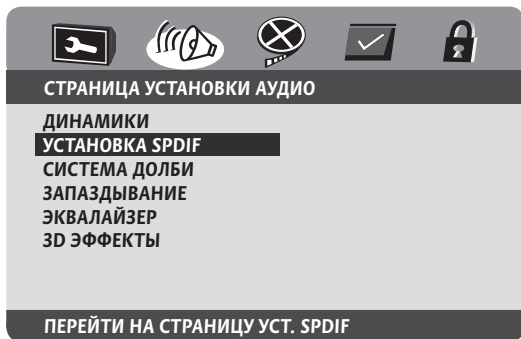 СТРАНИЦА УСТАНОВКИ АУДИО
ДИНАМИКИ
УСТАНОВКА SPDIF
СИСТЕМА ДОЛБИ
ЗАПАЗДЫВАНИЕ
ЭКВАЛАЙЗЕР
3D ЭФФЕКТЫ
ПЕРЕЙТИ НА СТРАНИЦУ УСТ. SPDIF